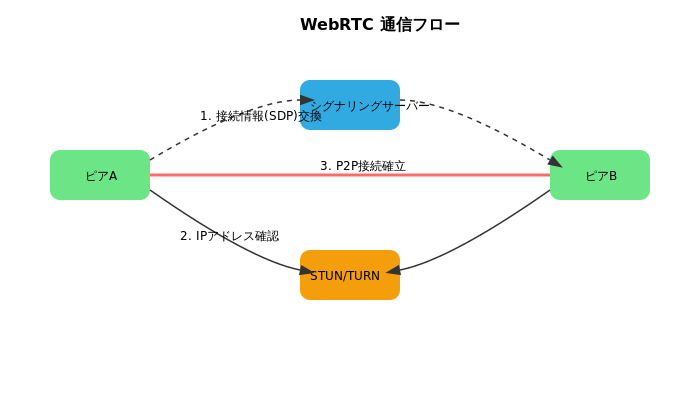 WebRTC 通信フロー
シグナリングサーバー
1. 接続情報(SDP)交換
3. P2P接続確立
ピアA
ピアB
2. IPアドレス確認
STUN/TURN